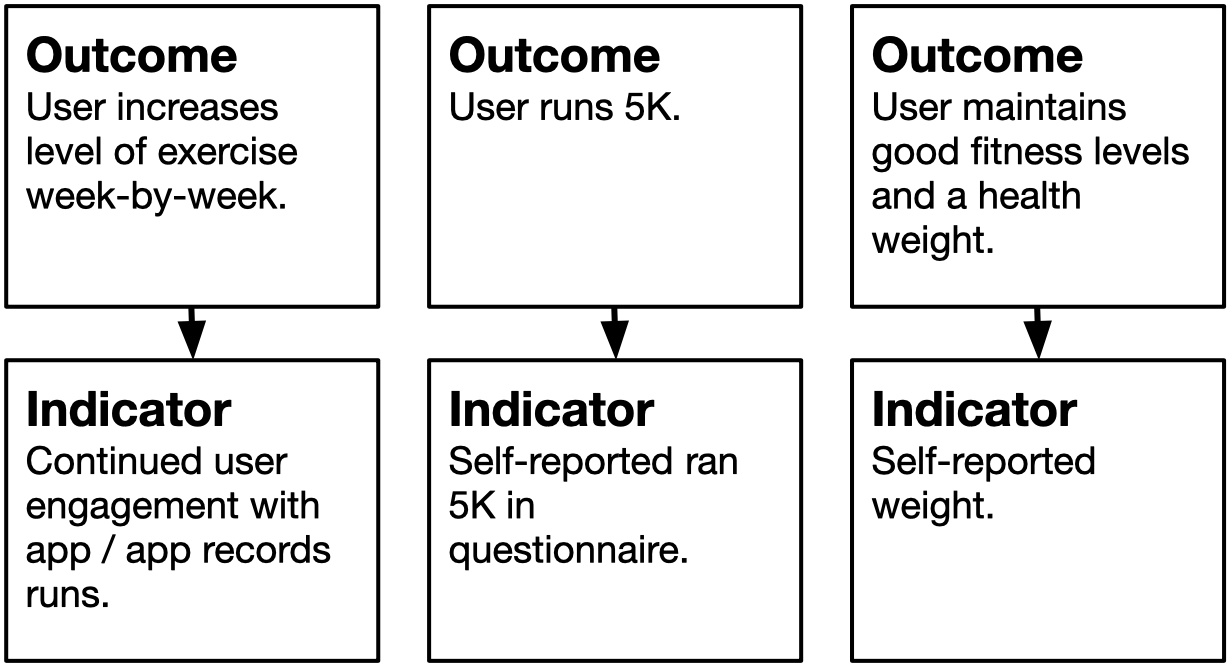 Outcome
User increases
level of exercise
week-by-week.
Outcome
User runs 5K.
Outcome
User maintains
good fitness levels
and a health
weight.
Indicator
Continued user
engagement with
app / app records
runs.
Indicator
Self-reported ran
5K in
questionnaire.
Indicator
Self-reported
weight.